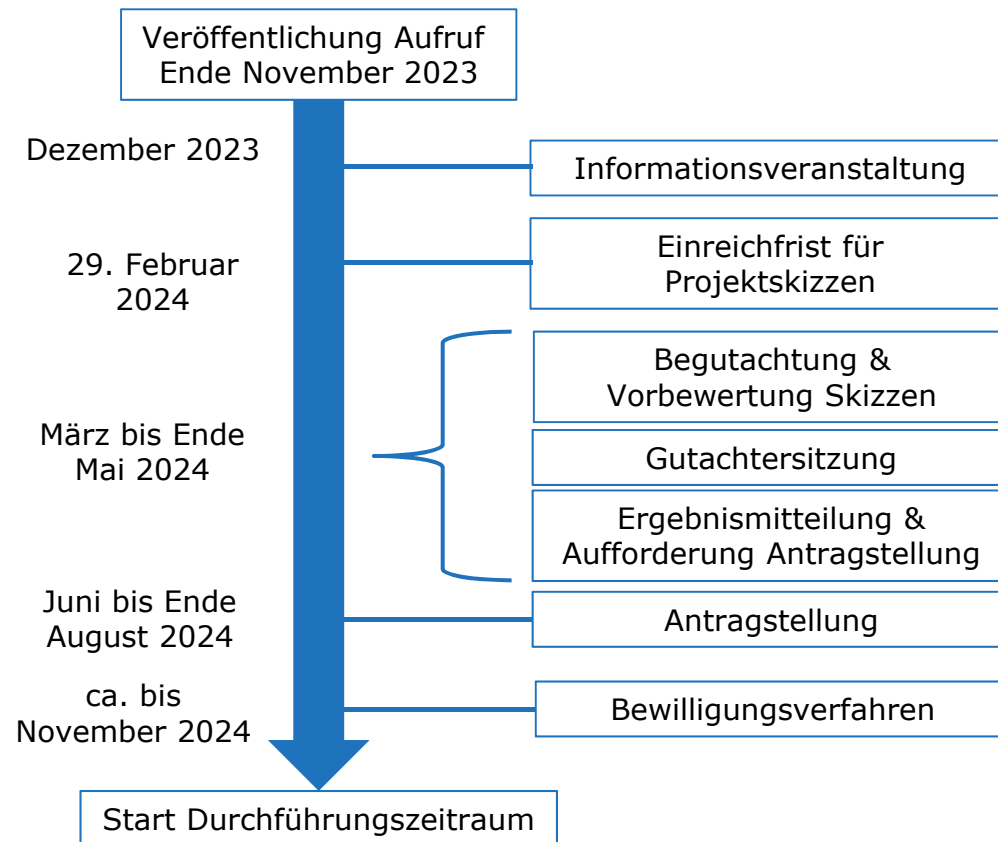 Veröffentlichung Aufruf
Ende November 2023
Dezember 2023
Informationsveranstaltung
29. Februar
2024
Einreichfrist für
Projektskizzen
März bis Ende
Mai 2024
Begutachtung &
Vorbewertung Skizzen
Gutachtersitzung
Ergebnismitteilung &
Aufforderung Antragstellung
Juni bis Ende
August 2024
Antragstellung
ca. bis
November 2024
Bewilligungsverfahren
Start Durchführungszeitraum